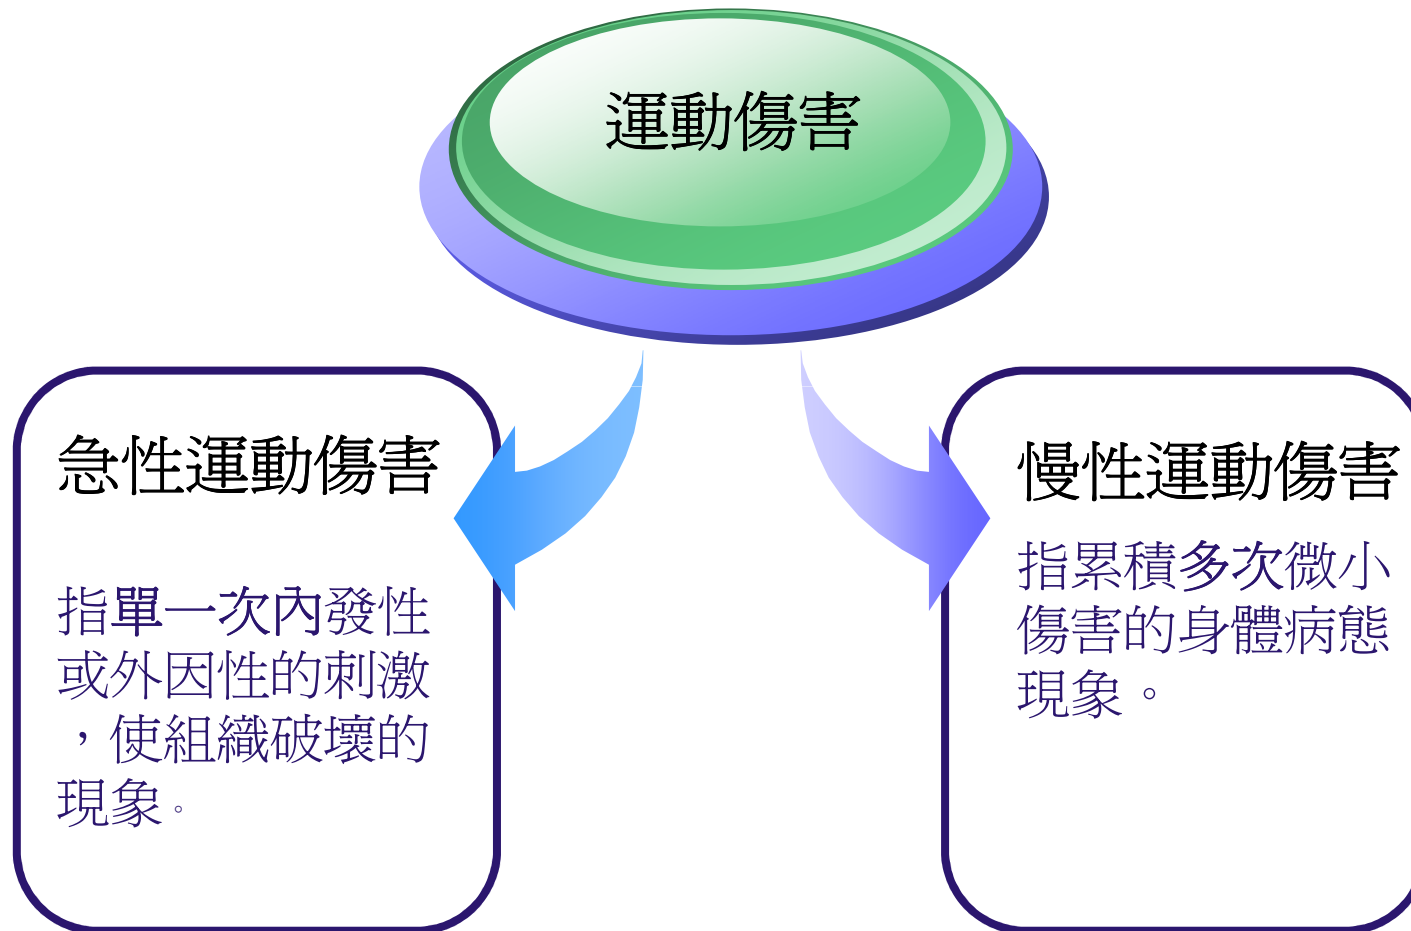 運動傷害
急性運動傷害
指單一次內發性
或外因性的刺激
，使組織破壞的
現象。
慢性運動傷害
指累積多次微小
傷害的身體病態
現象。